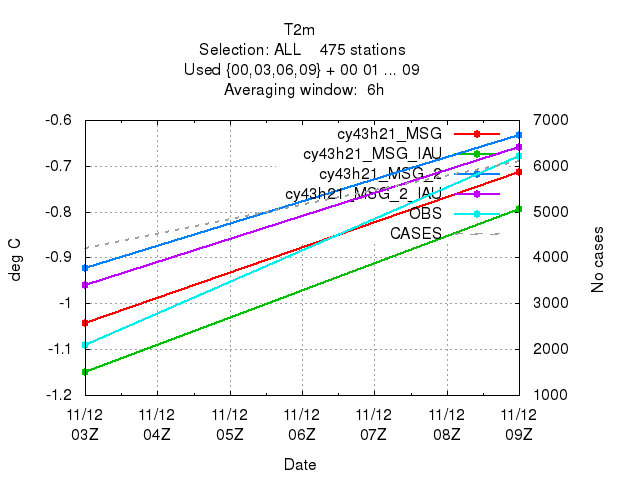 T2m
Selection: ALL 475 stations
Used {00,03,06,09} + 00 01 ... 09
Averaging window: 6h
-0.6
-0.7
-0.8
-0.9
-1
-1.1
-1.2
deg C
7000
6000
5000
4000
3000
2000
1000
No cases
cy43h21_MSG
cy43h21_MSG_IAU
cy43h21_MSG_2
cy43h21_MSG_2_IAU
OBS
CASES
11/12 11/12 11/12 11/12 11/12 11/12 11/12
03Z 04Z 05Z 06Z 07Z 08Z 09Z
Date